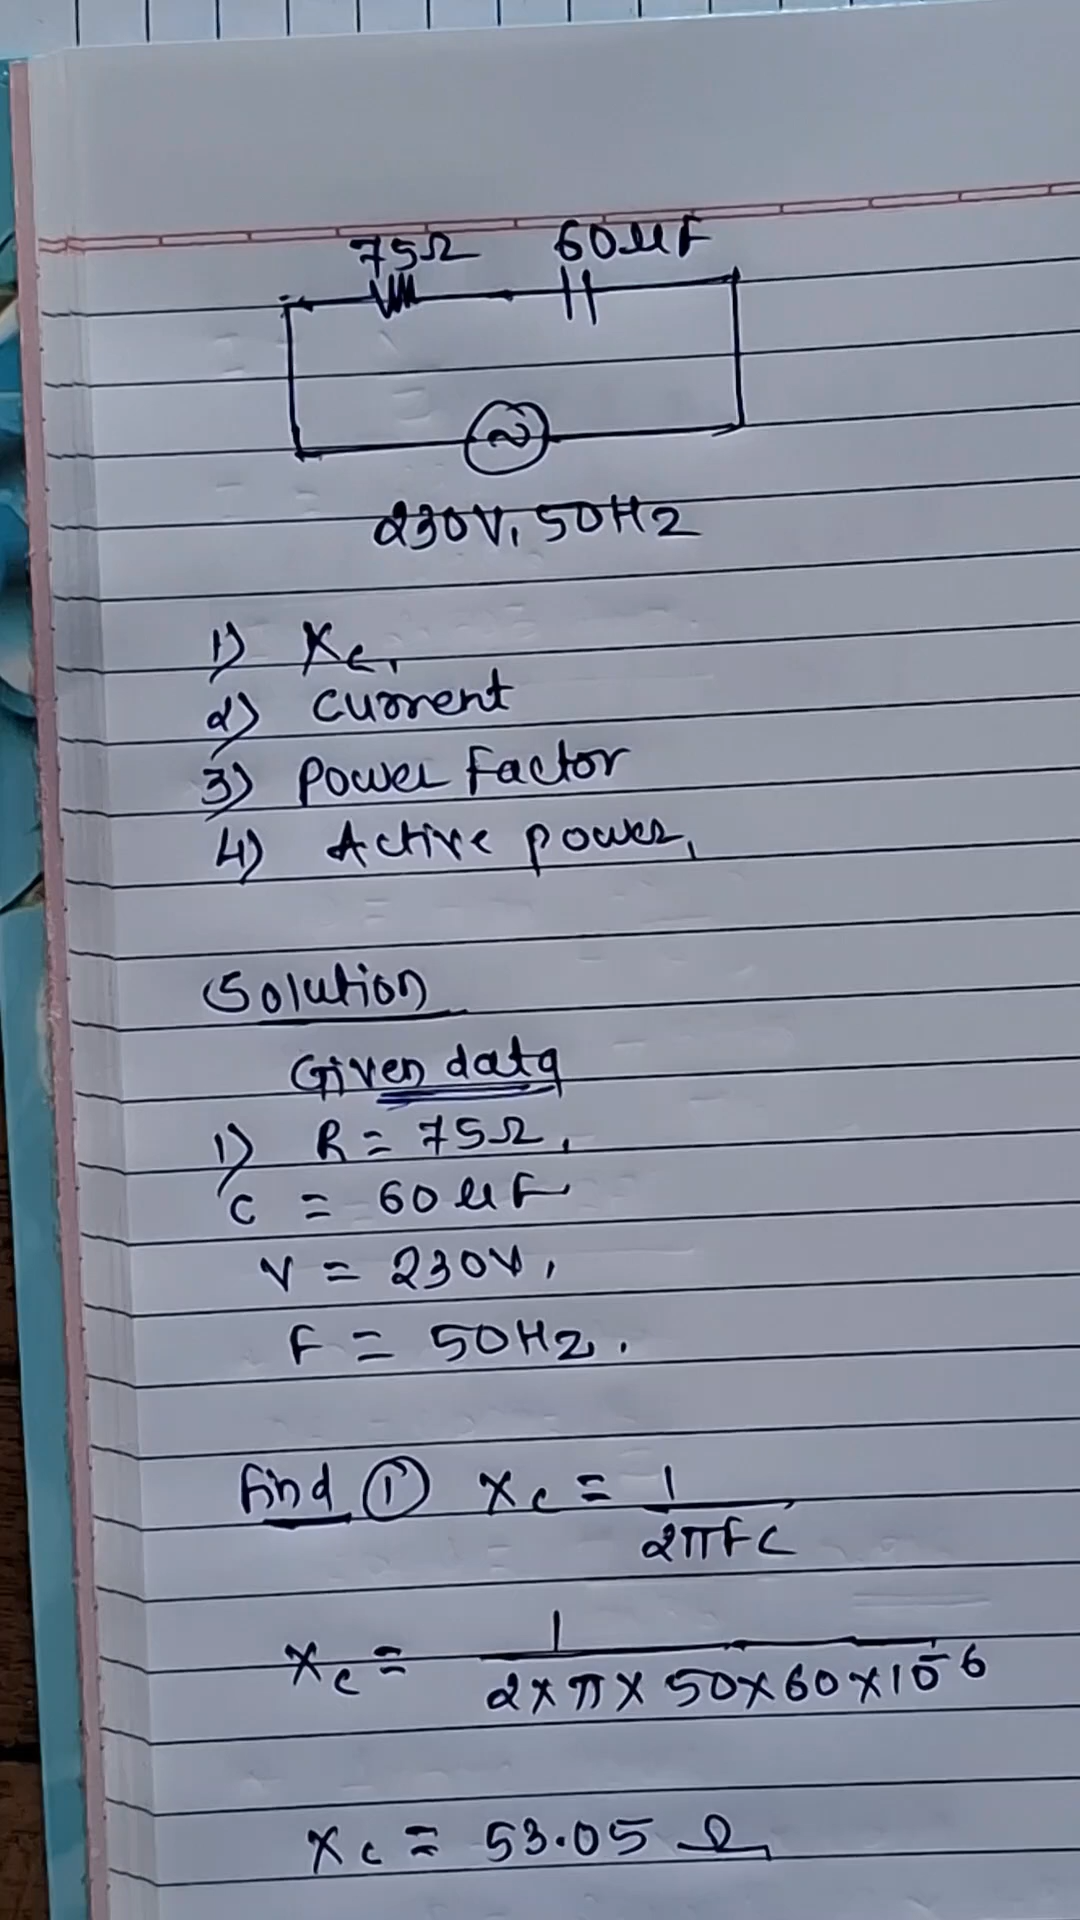 75Ω 60μF
230V, 50Hz
1) Xc,
2) Current
3) Power Factor
4) Active power,
Solution
Given data
1) R = 75Ω,
C = 60μF
V = 230V,
F = 50Hz.
Find ① Xc = 1
2πFC
Xc = 1
2×π×50×60×10⁻⁶
Xc = 53.05 Ω